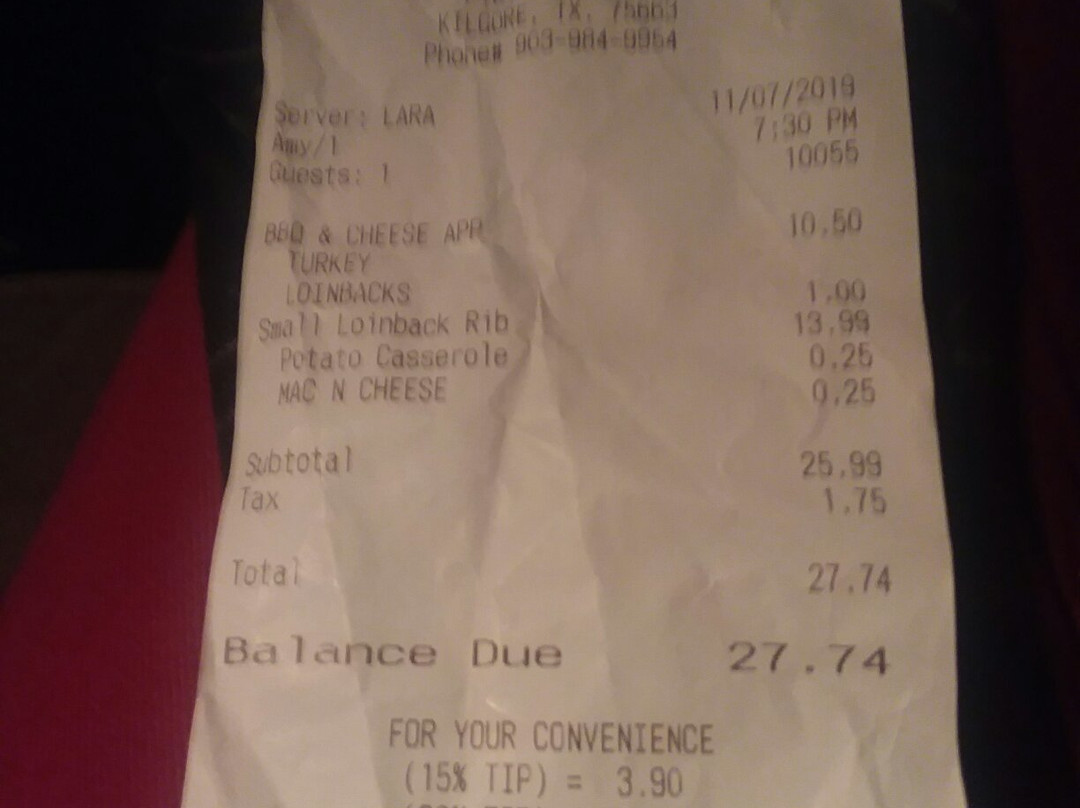 KILGORE, TX. 75663
Phone# 903-984-9954
Server: LARA 11/07/2019
Amy/1 7:30 PM
Guests: 1 10055
BBQ & CHEESE APP 10.50
TURKEY
LOINBACKS 1.00
Small Loinback Rib 13.99
Potato Casserole 0.25
MAC N CHEESE 0.25
Subtotal 25.99
Tax 1.75
Total 27.74
Balance Due 27.74
FOR YOUR CONVENIENCE
(15% TIP) = 3.90